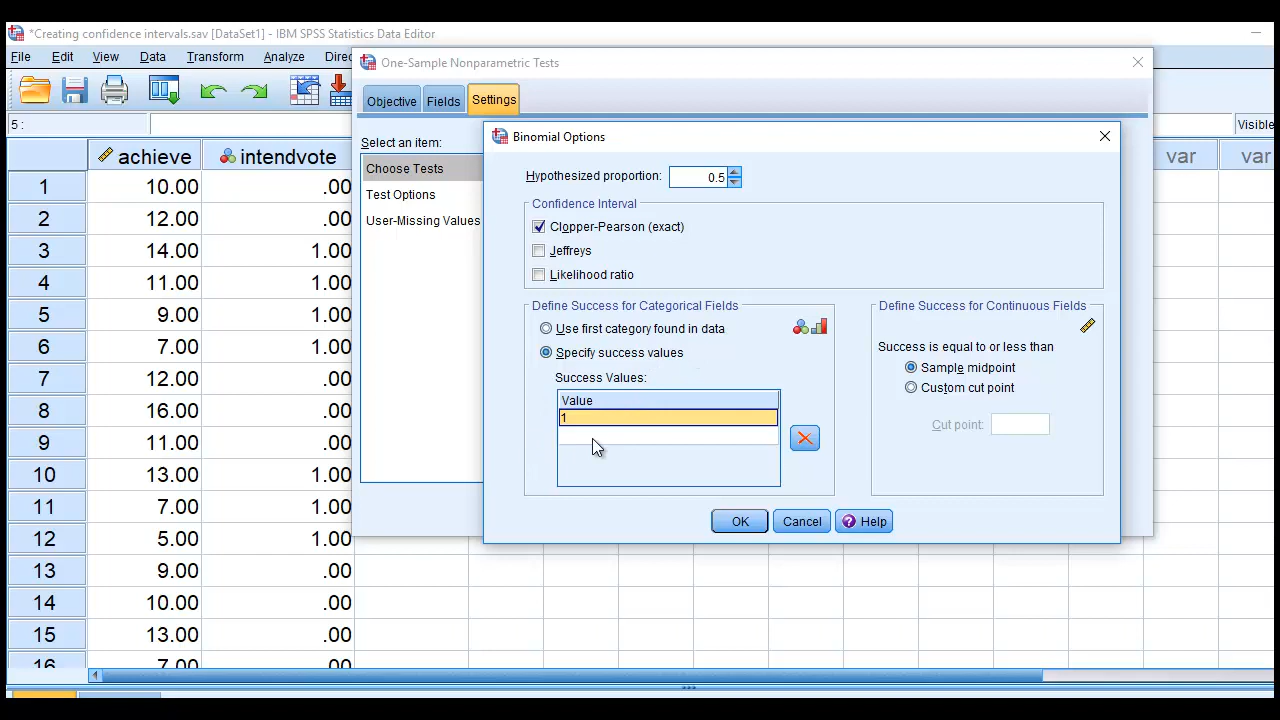 *Creating confidence intervals.sav [DataSet1] - IBM SPSS Statistics Data Editor
File Edit View Data Transform Analyze Direc
One-Sample Nonparametric Tests
5 :
Visible
Objective Fields Settings
Select an item:
Choose Tests
Test Options
User-Missing Values
Binomial Options
Hypothesized proportion: 0.5
Confidence Interval
Clopper-Pearson (exact)
Jeffreys
Likelihood ratio
Define Success for Categorical Fields
Use first category found in data
Specify success values
Success Values:
Value
1
Define Success for Continuous Fields
Success is equal to or less than
Sample midpoint
Custom cut point
Cut point:
OK Cancel Help
achieve intendvote var var
1 10.00 .00
2 12.00 .00
3 14.00 1.00
4 11.00 1.00
5 9.00 1.00
6 7.00 1.00
7 12.00 .00
8 16.00 .00
9 11.00 .00
10 13.00 1.00
11 7.00 1.00
12 5.00 1.00
13 9.00 .00
14 10.00 .00
15 13.00 .00
16 7.00 .00